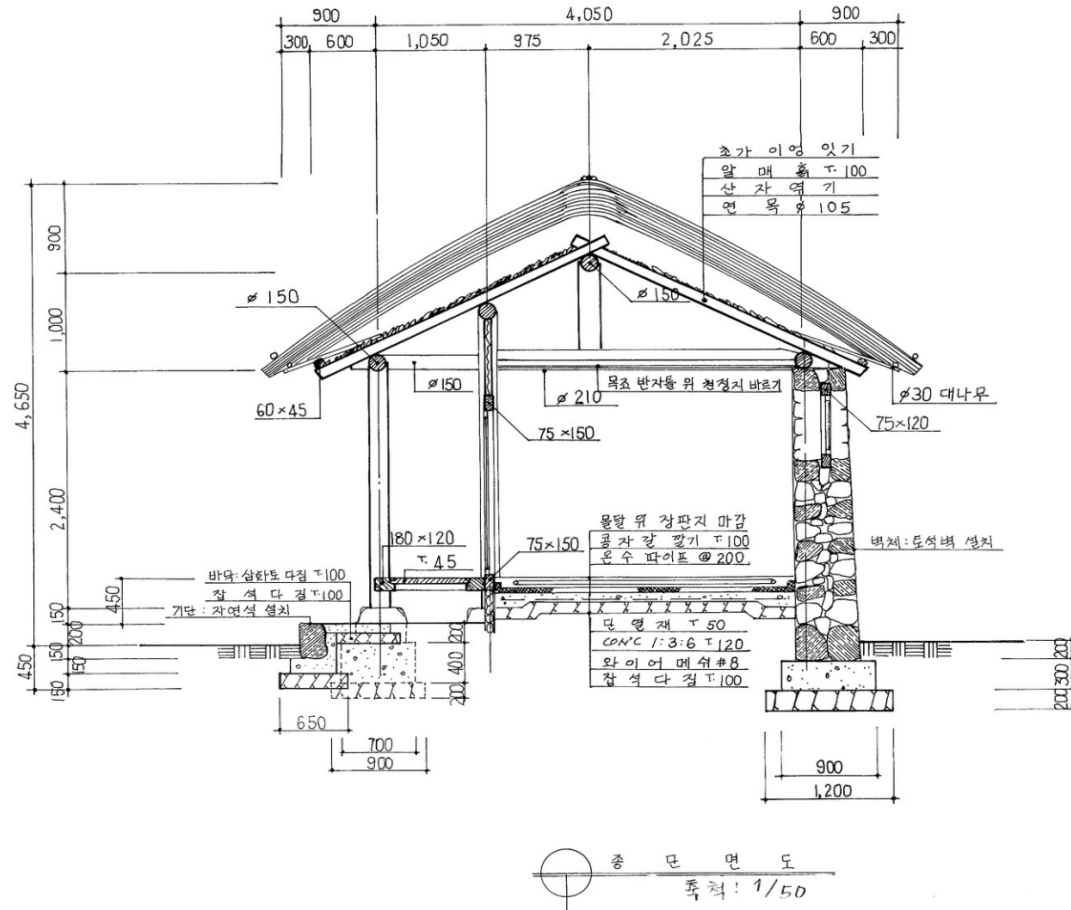 900 4,050 900
300 600 1,050 975 2,025 600 300
초가 이엉 잇기
알 매 흙 T.100
산 자 엮 기
연 목 ø 105
900
1,000
4,650
2,400
450
150
200
450
150
150
150
ø 150
ø 150
ø 150
ø 210
목조 반자틀 위 천정지 바르기
ø30 대나무
60×45
75×150
75×120
180×120
T.45
75×150
몰탈 위 장판지 마감
콩자갈 깔기 T.100
온수 파이프 @ 200
벽체:토석벽 설치
바닥:삼화토 다짐 T.100
잡석다짐 T.100
기단:자연석 설치
단 열 재 T 50
CON'C 1:3:6 T.120
와이어 메쉬 #8
잡석다짐 T.100
200
400
200
200
300
200
650
700
900
900
1,200
종 단 면 도
축척: 1/50